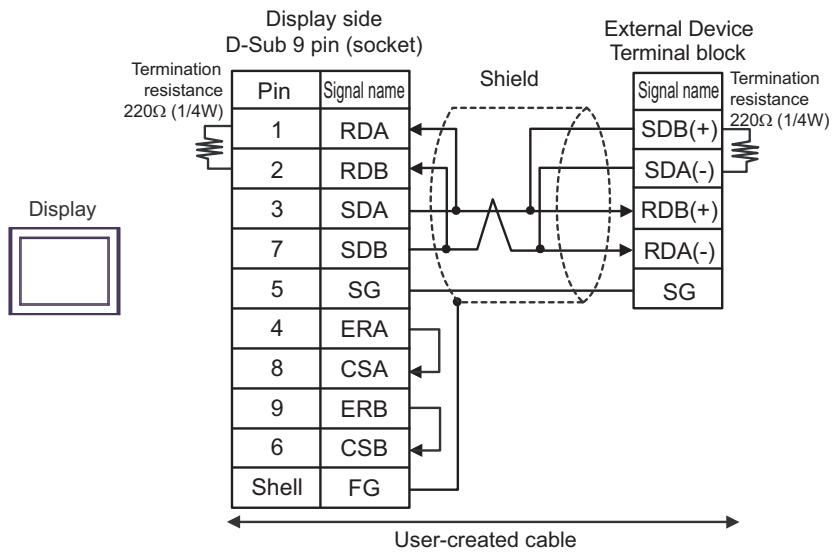 Display side
D-Sub 9 pin (socket)
External Device
Terminal block
Termination
resistance
220Ω (1/4W)
Shield
Termination
resistance
220Ω (1/4W)
Pin Signal name
1 RDA
2 RDB
3 SDA
7 SDB
5 SG
4 ERA
8 CSA
9 ERB
6 CSB
Shell FG
Signal name
SDB(+)
SDA(-)
RDB(+)
RDA(-)
SG
Display
User-created cable